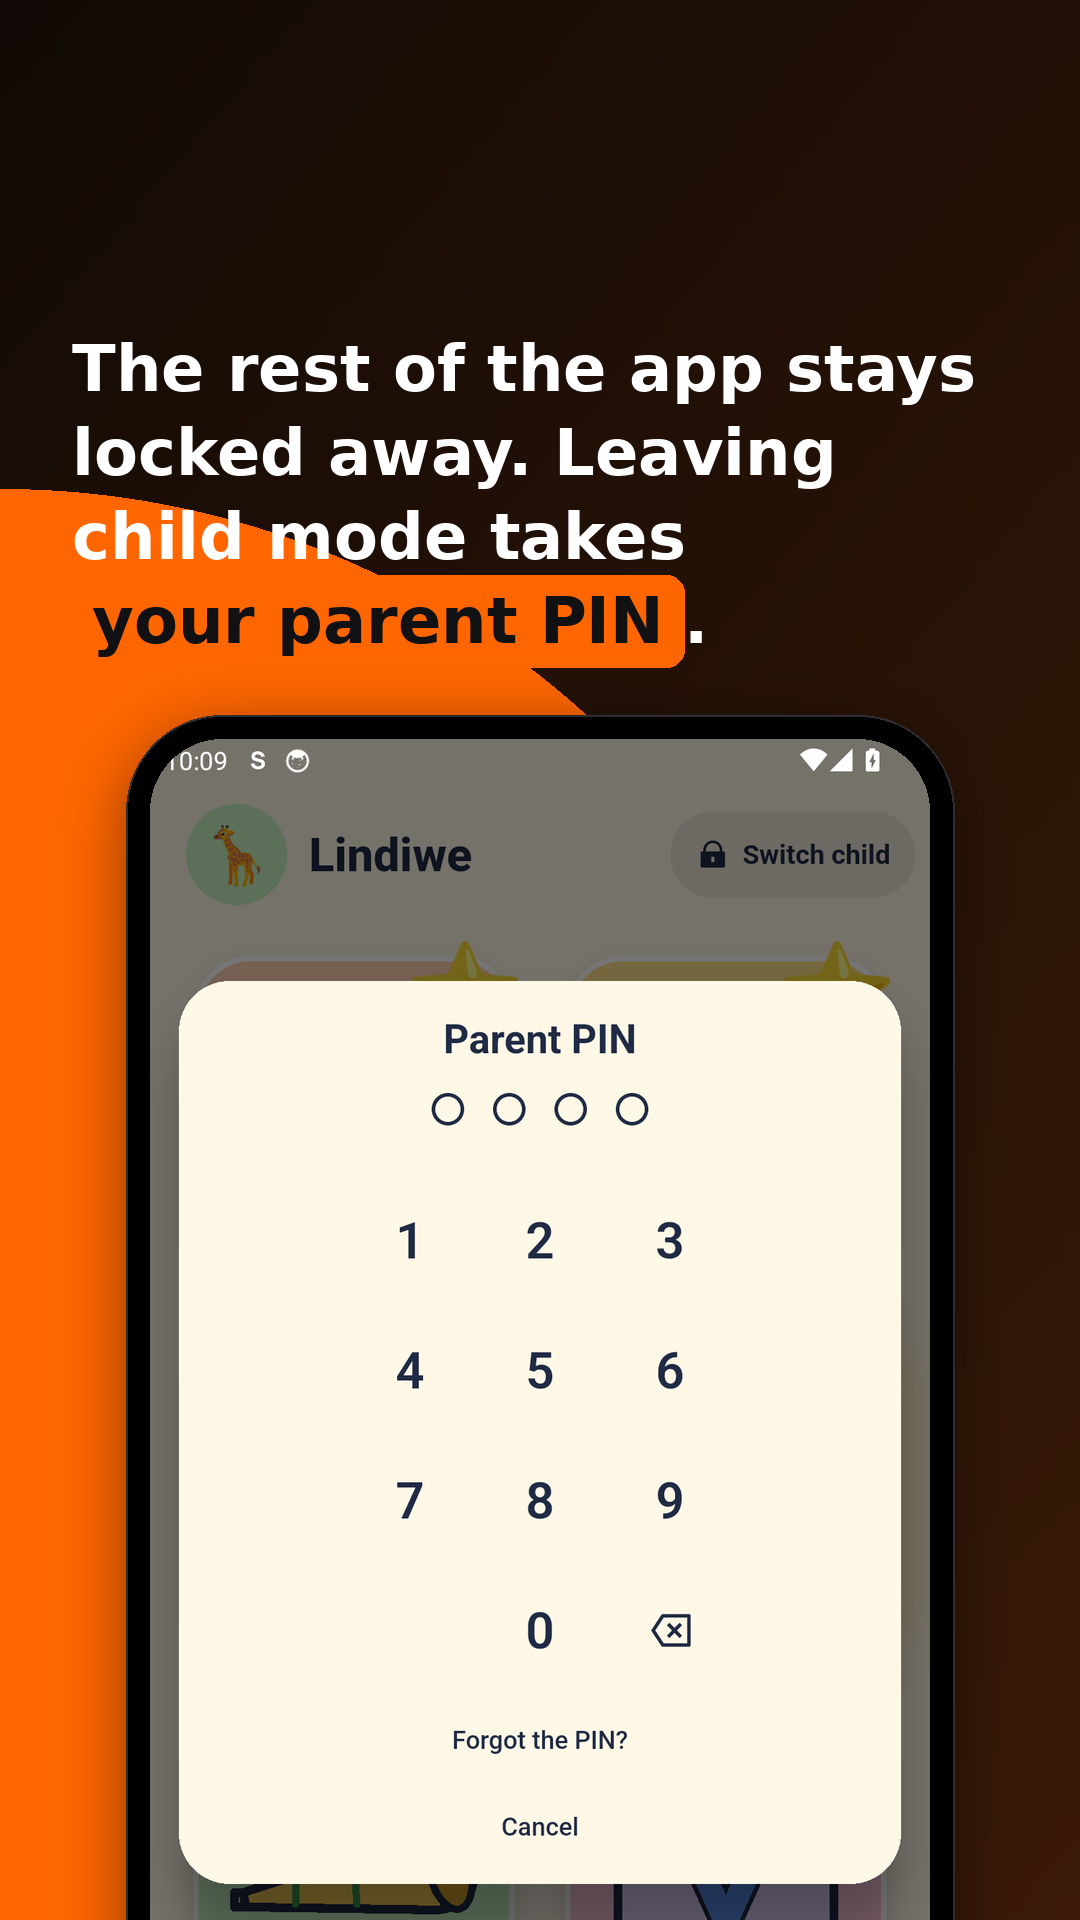 The rest of the app stays
locked away. Leaving
child mode takes
your parent PIN.
10:09 S
Lindiwe
Switch child
Parent PIN
1 2 3
4 5 6
7 8 9
0
Forgot the PIN?
Cancel